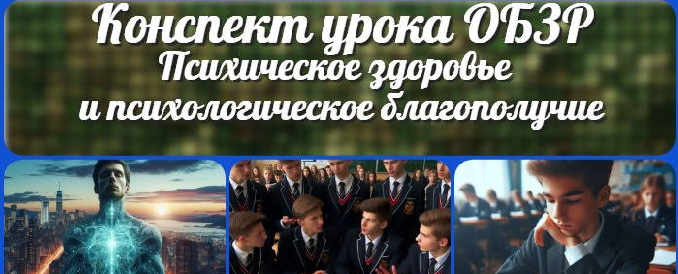 Конспект урока ОБЗР
Психическое здоровье
и психологическое благополучие